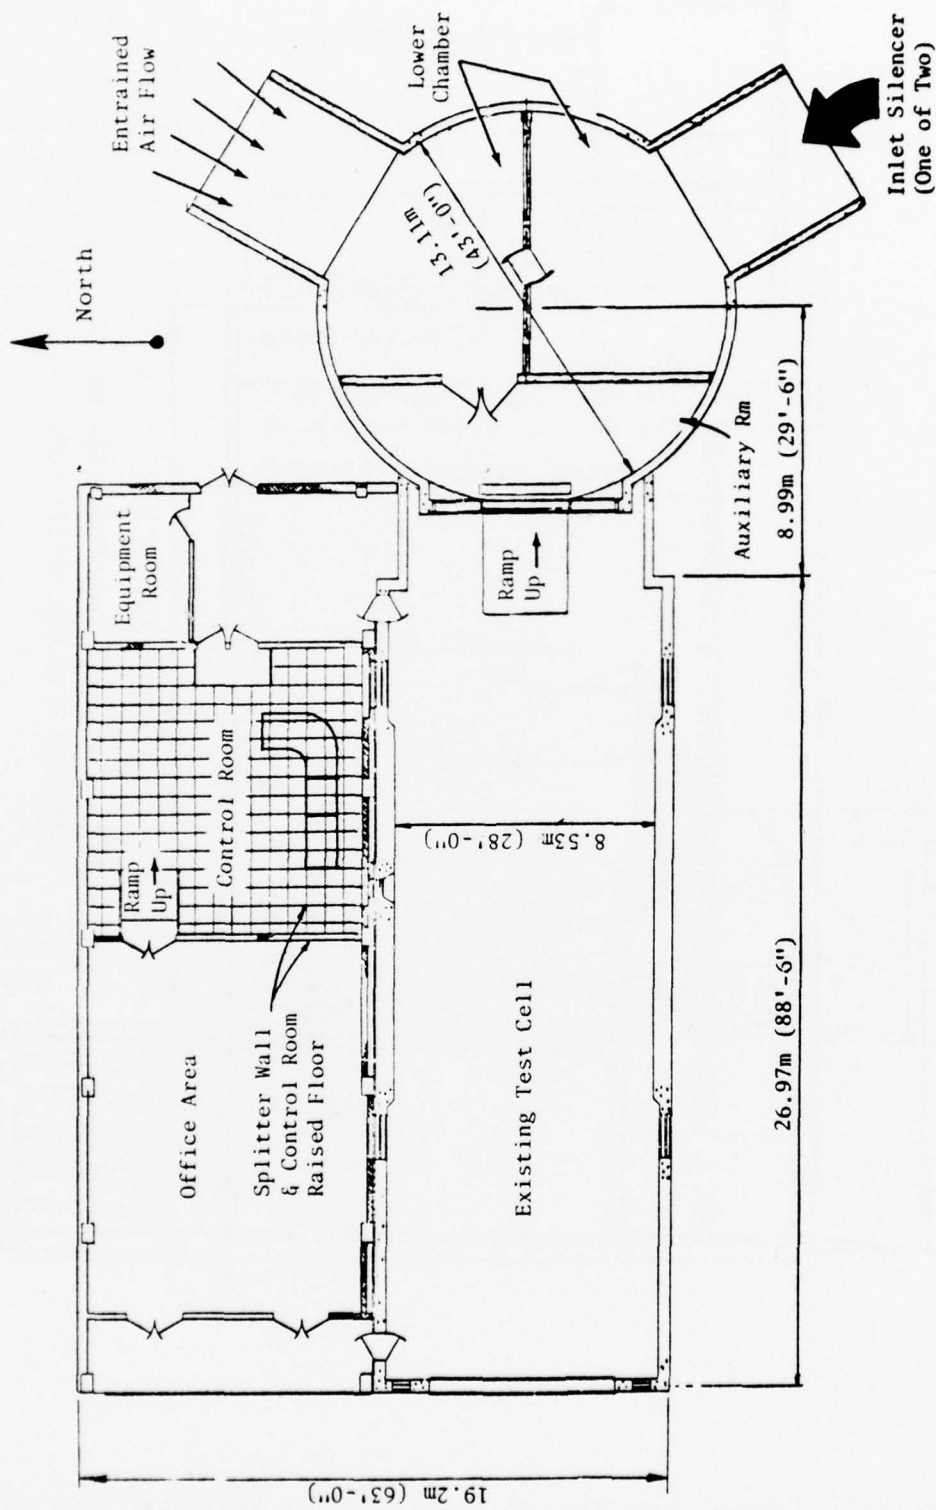 Entrained
Air Flow
North
Lower
Chamber
13.11m
(43'-0")
Inlet Silencer
(One of Two)
Equipment
Room
Ramp
Up
Auxiliary Rm
8.99m (29'-6")
Control Room
Ramp
Up
8.53m (28'-0")
Office Area
Splitter Wall
& Control Room
Raised Floor
Existing Test Cell
26.97m (88'-6")
19.2m (63'-0")